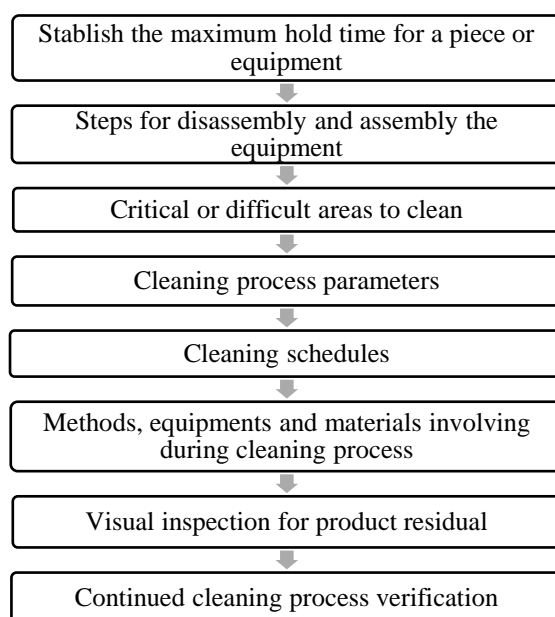 Stablish the maximum hold time for a piece or
equipment
Steps for disassembly and assembly the
equipment
Critical or difficult areas to clean
Cleaning process parameters
Cleaning schedules
Methods, equipments and materials involving
during cleaning process
Visual inspection for product residual
Continued cleaning process verification